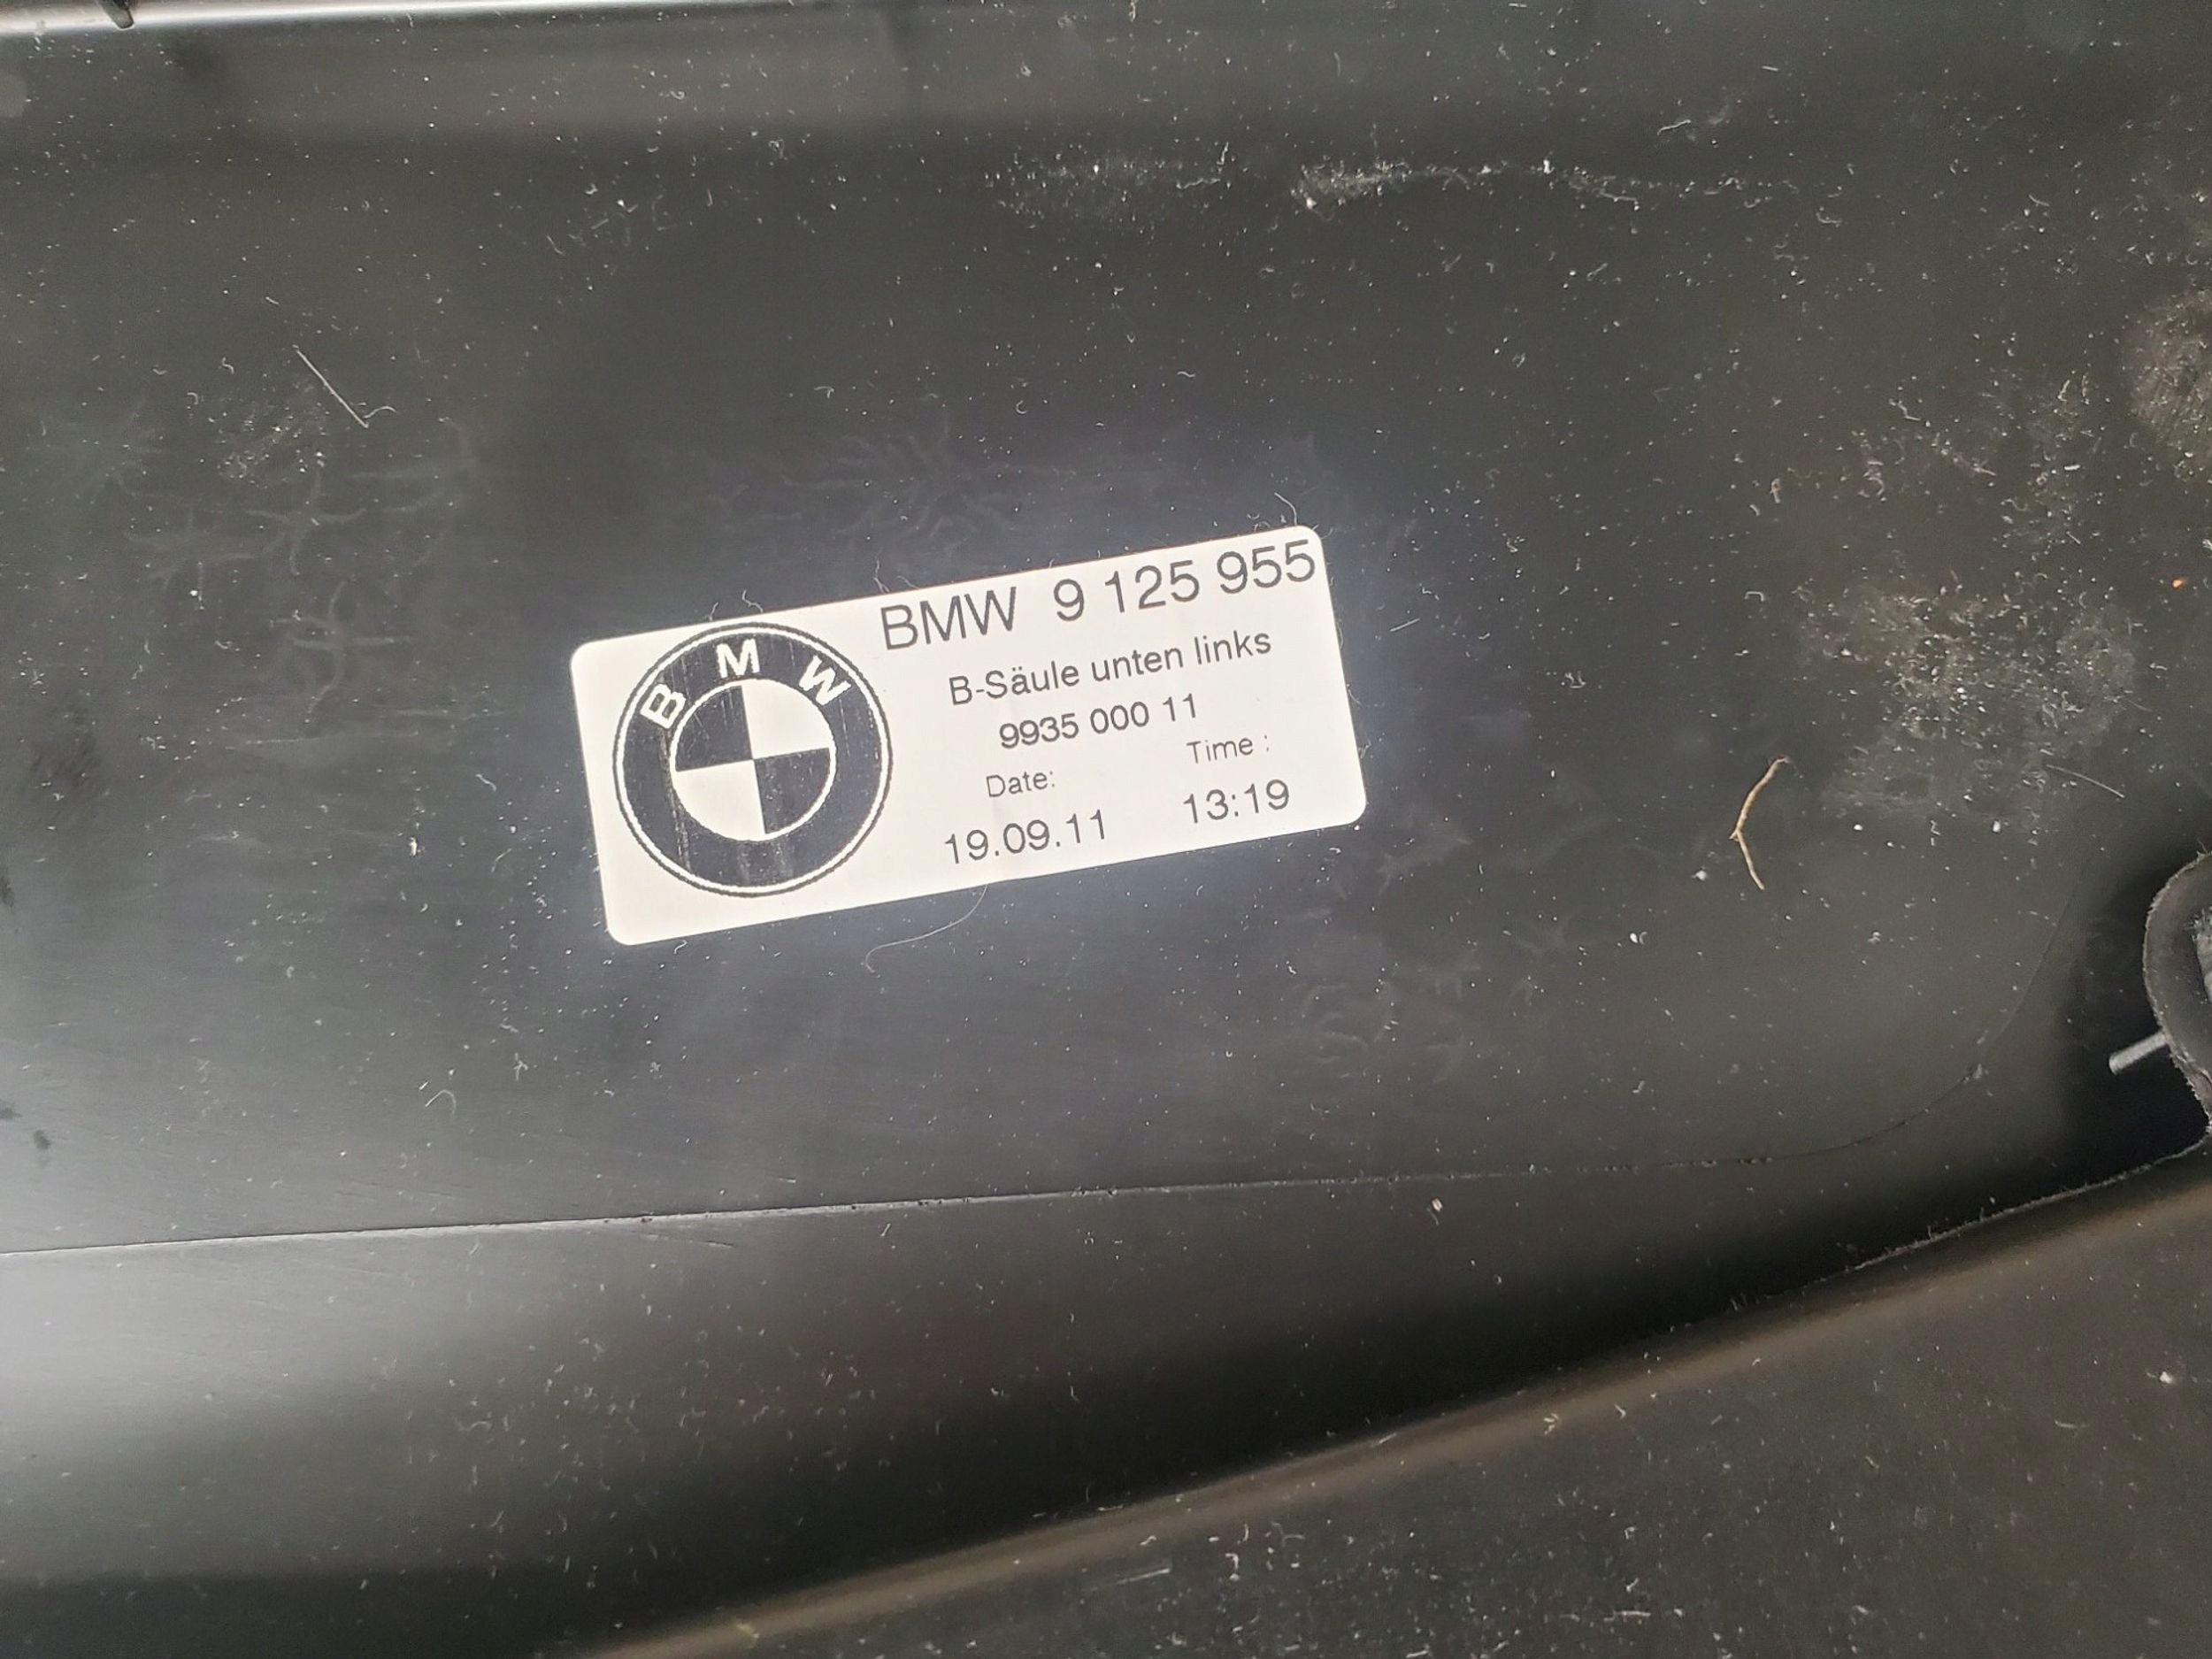 BMW
BMW 9 125 955
B-Säule unten links
9935 000 11
Date:
Time :
19.09.11
13:19